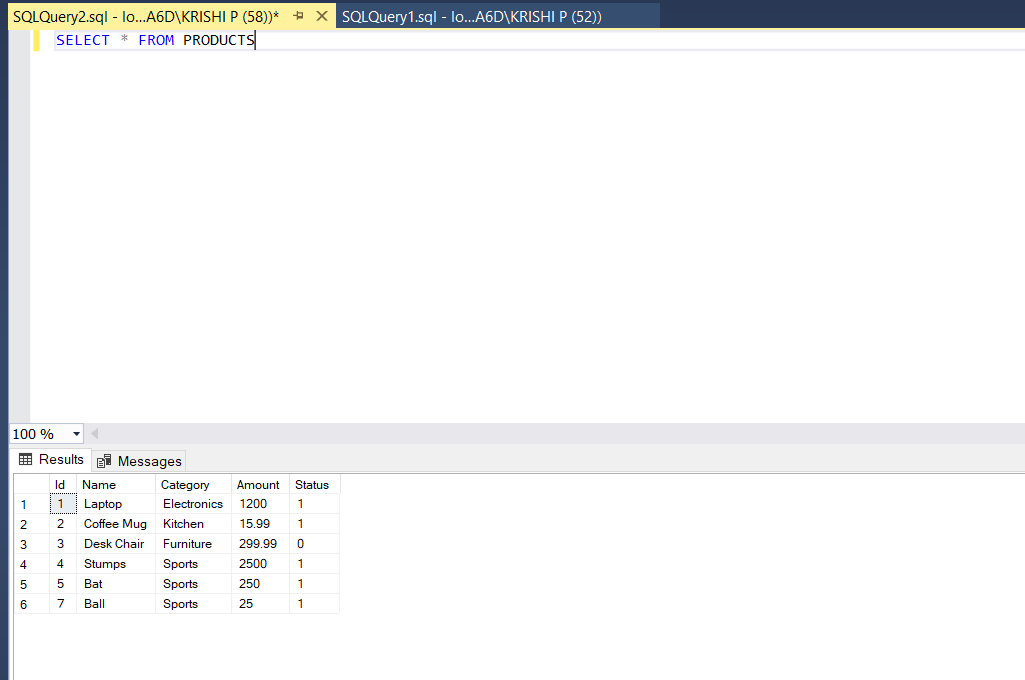 SQLQuery2.sql - lo...A6D\KRISHI P (58))* SQLQuery1.sql - lo...A6D\KRISHI P (52))
SELECT * FROM PRODUCTS
100 %
Results Messages
Id Name Category Amount Status
1 1 Laptop Electronics 1200 1
2 2 Coffee Mug Kitchen 15.99 1
3 3 Desk Chair Furniture 299.99 0
4 4 Stumps Sports 2500 1
5 5 Bat Sports 250 1
6 7 Ball Sports 25 1